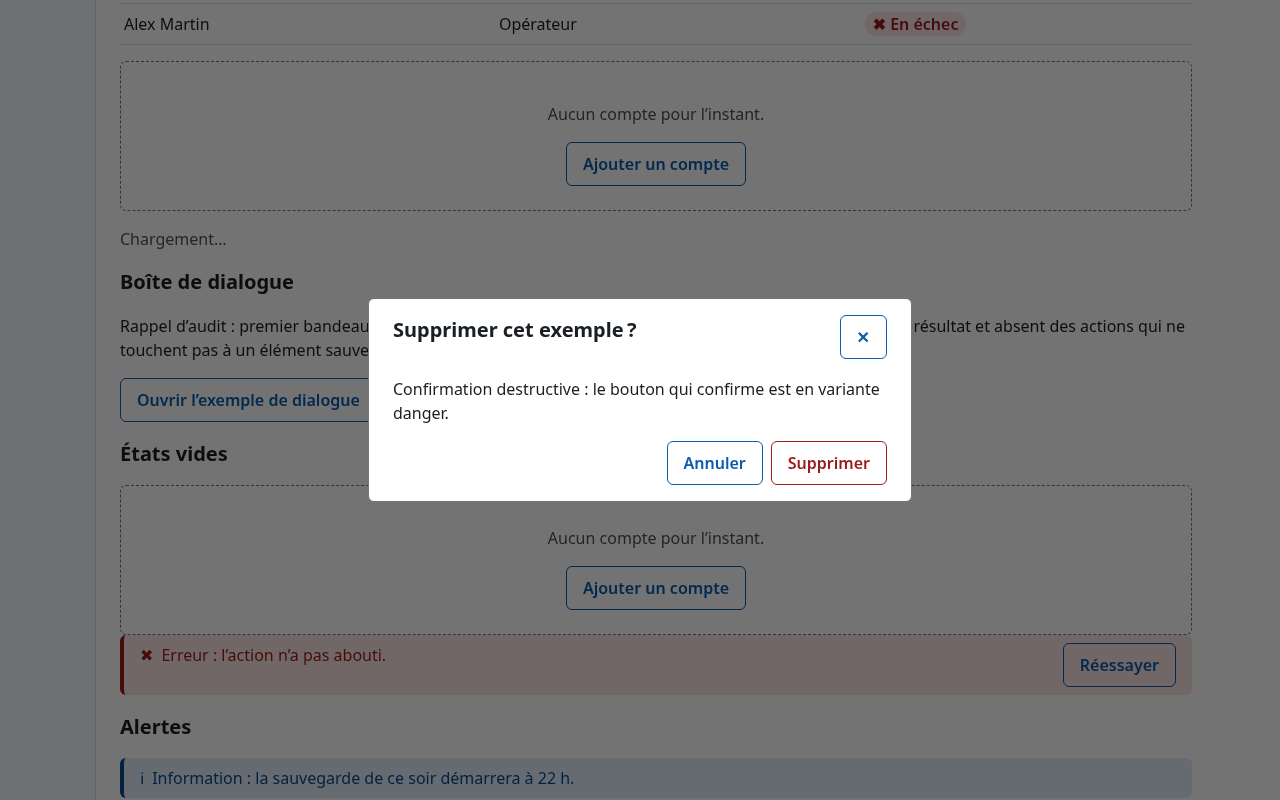 Alex Martin Opérateur ✖ En échec
Aucun compte pour l’instant.
Ajouter un compte
Chargement…
Boîte de dialogue
Rappel d’audit : premier bandeau résultat et absent des actions qui ne
touchent pas à un élément sauve
Ouvrir l’exemple de dialogue
Supprimer cet exemple ?
×
Confirmation destructive : le bouton qui confirme est en variante
danger.
Annuler Supprimer
États vides
Aucun compte pour l’instant.
Ajouter un compte
✖ Erreur : l’action n’a pas abouti.
Réessayer
Alertes
i Information : la sauvegarde de ce soir démarrera à 22 h.